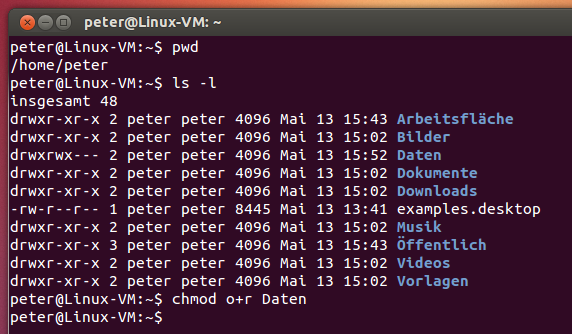 peter@Linux-VM: ~
peter@Linux-VM:~$ pwd
/home/peter
peter@Linux-VM:~$ ls -l
insgesamt 48
drwxr-xr-x 2 peter peter 4096 Mai 13 15:43 Arbeitsfläche
drwxr-xr-x 2 peter peter 4096 Mai 13 15:02 Bilder
drwxrwx--- 2 peter peter 4096 Mai 13 15:52 Daten
drwxr-xr-x 2 peter peter 4096 Mai 13 15:02 Dokumente
drwxr-xr-x 2 peter peter 4096 Mai 13 15:02 Downloads
-rw-r--r-- 1 peter peter 8445 Mai 13 13:41 examples.desktop
drwxr-xr-x 2 peter peter 4096 Mai 13 15:02 Musik
drwxr-xr-x 3 peter peter 4096 Mai 13 15:43 Öffentlich
drwxr-xr-x 2 peter peter 4096 Mai 13 15:02 Videos
drwxr-xr-x 2 peter peter 4096 Mai 13 15:02 Vorlagen
peter@Linux-VM:~$ chmod o+r Daten
peter@Linux-VM:~$